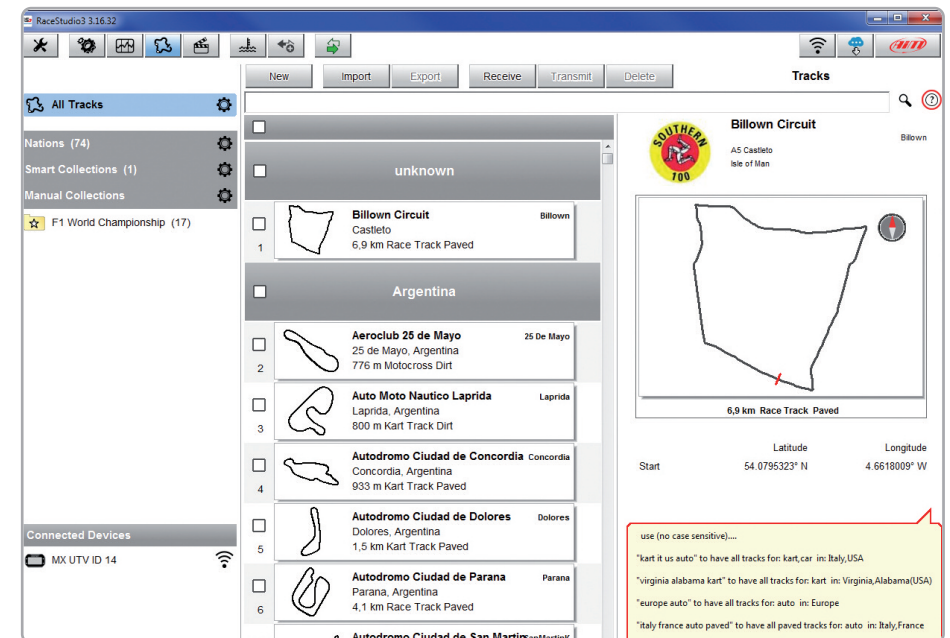 RaceStudio3 3.16.32
AiM
New Import Export Receive Transmit Delete Tracks
All Tracks
?
Nations (74)
Smart Collections (1)
Manual Collections
F1 World Championship (17)
Connected Devices
MX UTV ID 14
unknown
1
Billown Circuit Billown
Castleto
6,9 km Race Track Paved
Argentina
2
Aeroclub 25 de Mayo 25 De Mayo
25 de Mayo, Argentina
776 m Motocross Dirt
3
Auto Moto Nautico Laprida Laprida
Laprida, Argentina
800 m Kart Track Dirt
4
Autodromo Ciudad de Concordia Concordia
Concordia, Argentina
933 m Kart Track Paved
5
Autodromo Ciudad de Dolores Dolores
Dolores, Argentina
1,5 km Kart Track Paved
6
Autodromo Ciudad de Parana Parana
Parana, Argentina
4,1 km Race Track Paved
Autodromo Ciudad de San Martin SanMartinK
SOUTHERN
100
Billown Circuit Billown
A5 Castleto
Isle of Man
6,9 km Race Track Paved
Latitude Longitude
Start 54.0795323° N 4.6618009° W
use (no case sensitive)....
"kart it us auto" to have all tracks for: kart,car in: Italy,USA
"virginia alabama kart" to have all tracks for: kart in: Virginia,Alabama(USA)
"europe auto" to have all tracks for: auto in: Europe
"italy france auto paved" to have all paved tracks for: auto in: Italy,France